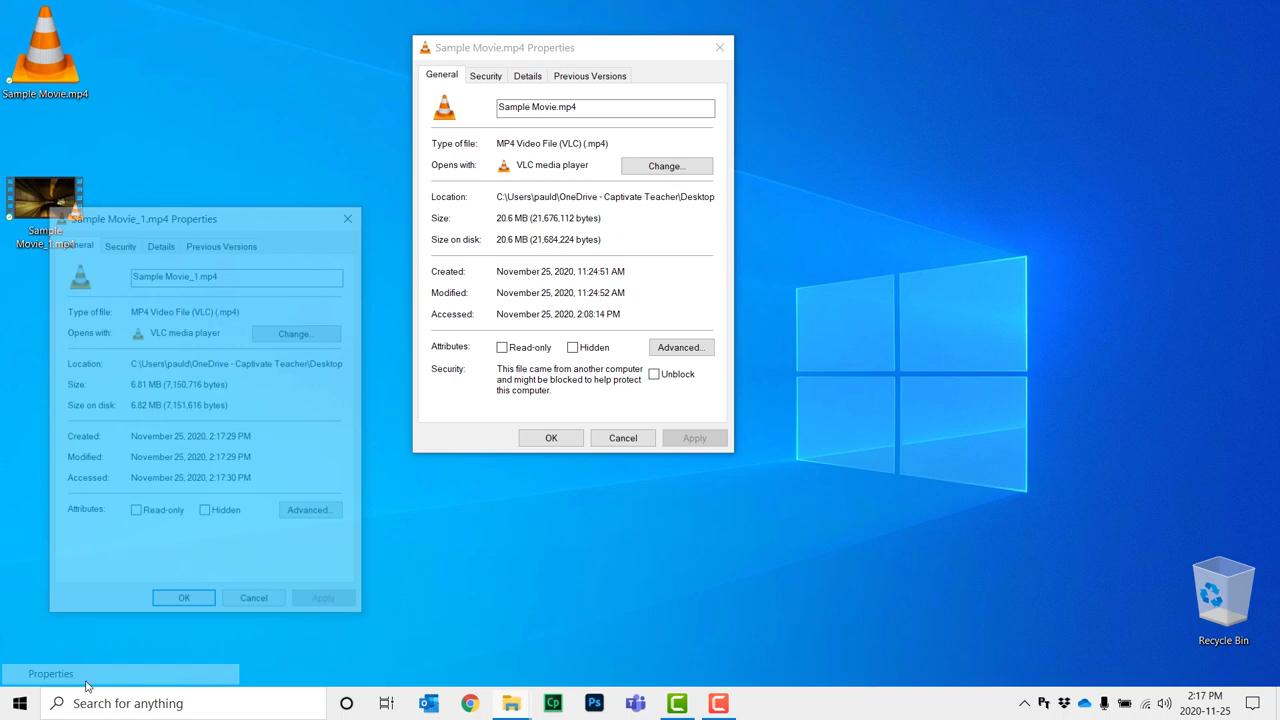 Sample Movie.mp4
Sample
Movie_1.mp4
Sample Movie.mp4 Properties
General Security Details Previous Versions
Sample Movie.mp4
Type of file: MP4 Video File (VLC) (.mp4)
Opens with: VLC media player Change...
Location: C:\Users\pauld\OneDrive - Captivate Teacher\Desktop
Size: 20.6 MB (21,676,112 bytes)
Size on disk: 20.6 MB (21,684,224 bytes)
Created: November 25, 2020, 11:24:51 AM
Modified: November 25, 2020, 11:24:52 AM
Accessed: November 25, 2020, 2:08:14 PM
Attributes: Read-only Hidden Advanced...
Security: This file came from another computer
and might be blocked to help protect
this computer.
Unblock
OK Cancel Apply
Sample Movie_1.mp4 Properties
General Security Details Previous Versions
Sample Movie_1.mp4
Type of file: MP4 Video File (VLC) (.mp4)
Opens with: VLC media player Change...
Location: C:\Users\pauld\OneDrive - Captivate Teacher\Desktop
Size: 6.81 MB (7,150,716 bytes)
Size on disk: 6.82 MB (7,151,616 bytes)
Created: November 25, 2020, 2:17:29 PM
Modified: November 25, 2020, 2:17:29 PM
Accessed: November 25, 2020, 2:17:30 PM
Attributes: Read-only Hidden Advanced...
OK Cancel Apply
Recycle Bin
Properties
Search for anything
Cp
Ps
2:17 PM
2020-11-25